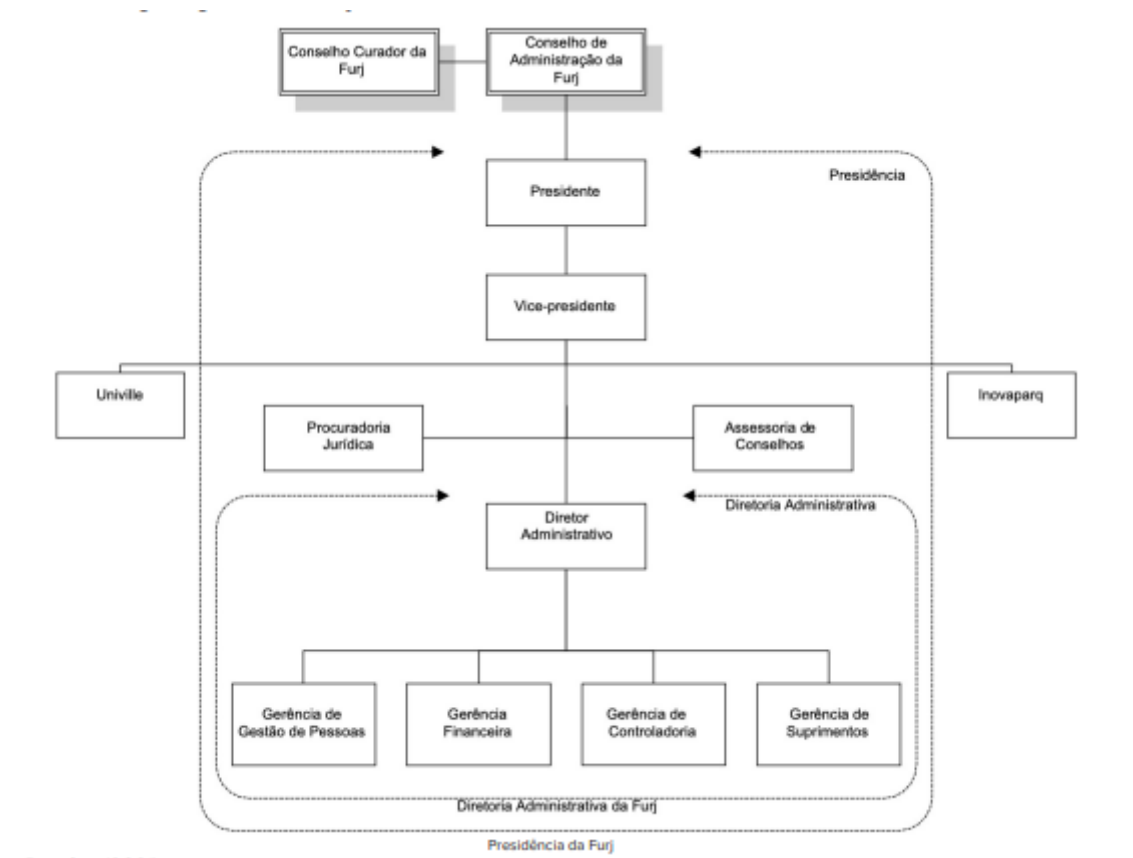 Conselho Curador da
Furj
Conselho de
Administração da
Furj
Presidência
Presidente
Vice-presidente
Univille
Inovaparq
Procuradoria
Jurídica
Assessoria de
Conselhos
Diretoria Administrativa
Diretor
Administrativo
Gerência de
Gestão de Pessoas
Gerência
Financeira
Gerência de
Controladoria
Gerência de
Suprimentos
Diretoria Administrativa da Furj
Presidência da Furj